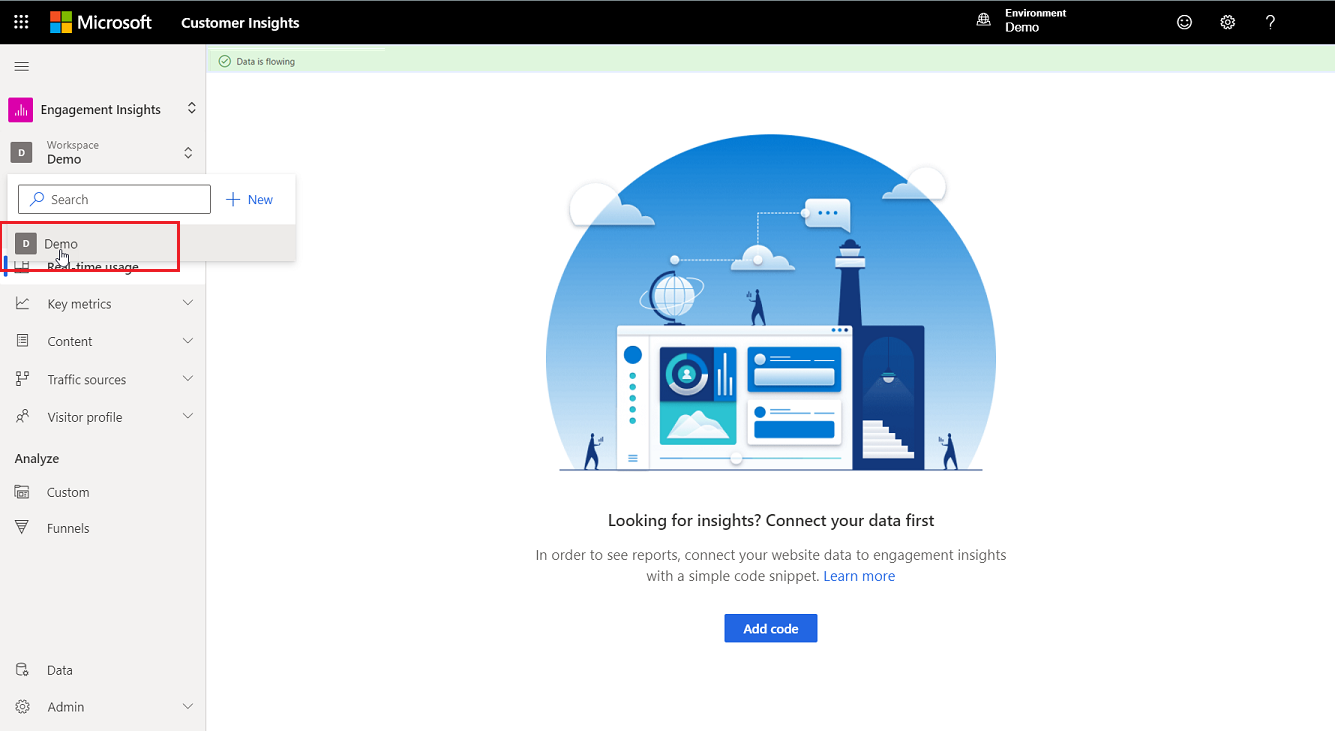 Microsoft
Customer Insights
Environment
Demo
?
Data is flowing
Engagement Insights
D
Workspace
Demo
Search
New
D
Demo
Real-time usage
Key metrics
Content
Traffic sources
Visitor profile
Analyze
Custom
Funnels
Data
Admin
Looking for insights? Connect your data first
In order to see reports, connect your website data to engagement insights
with a simple code snippet. Learn more
Add code